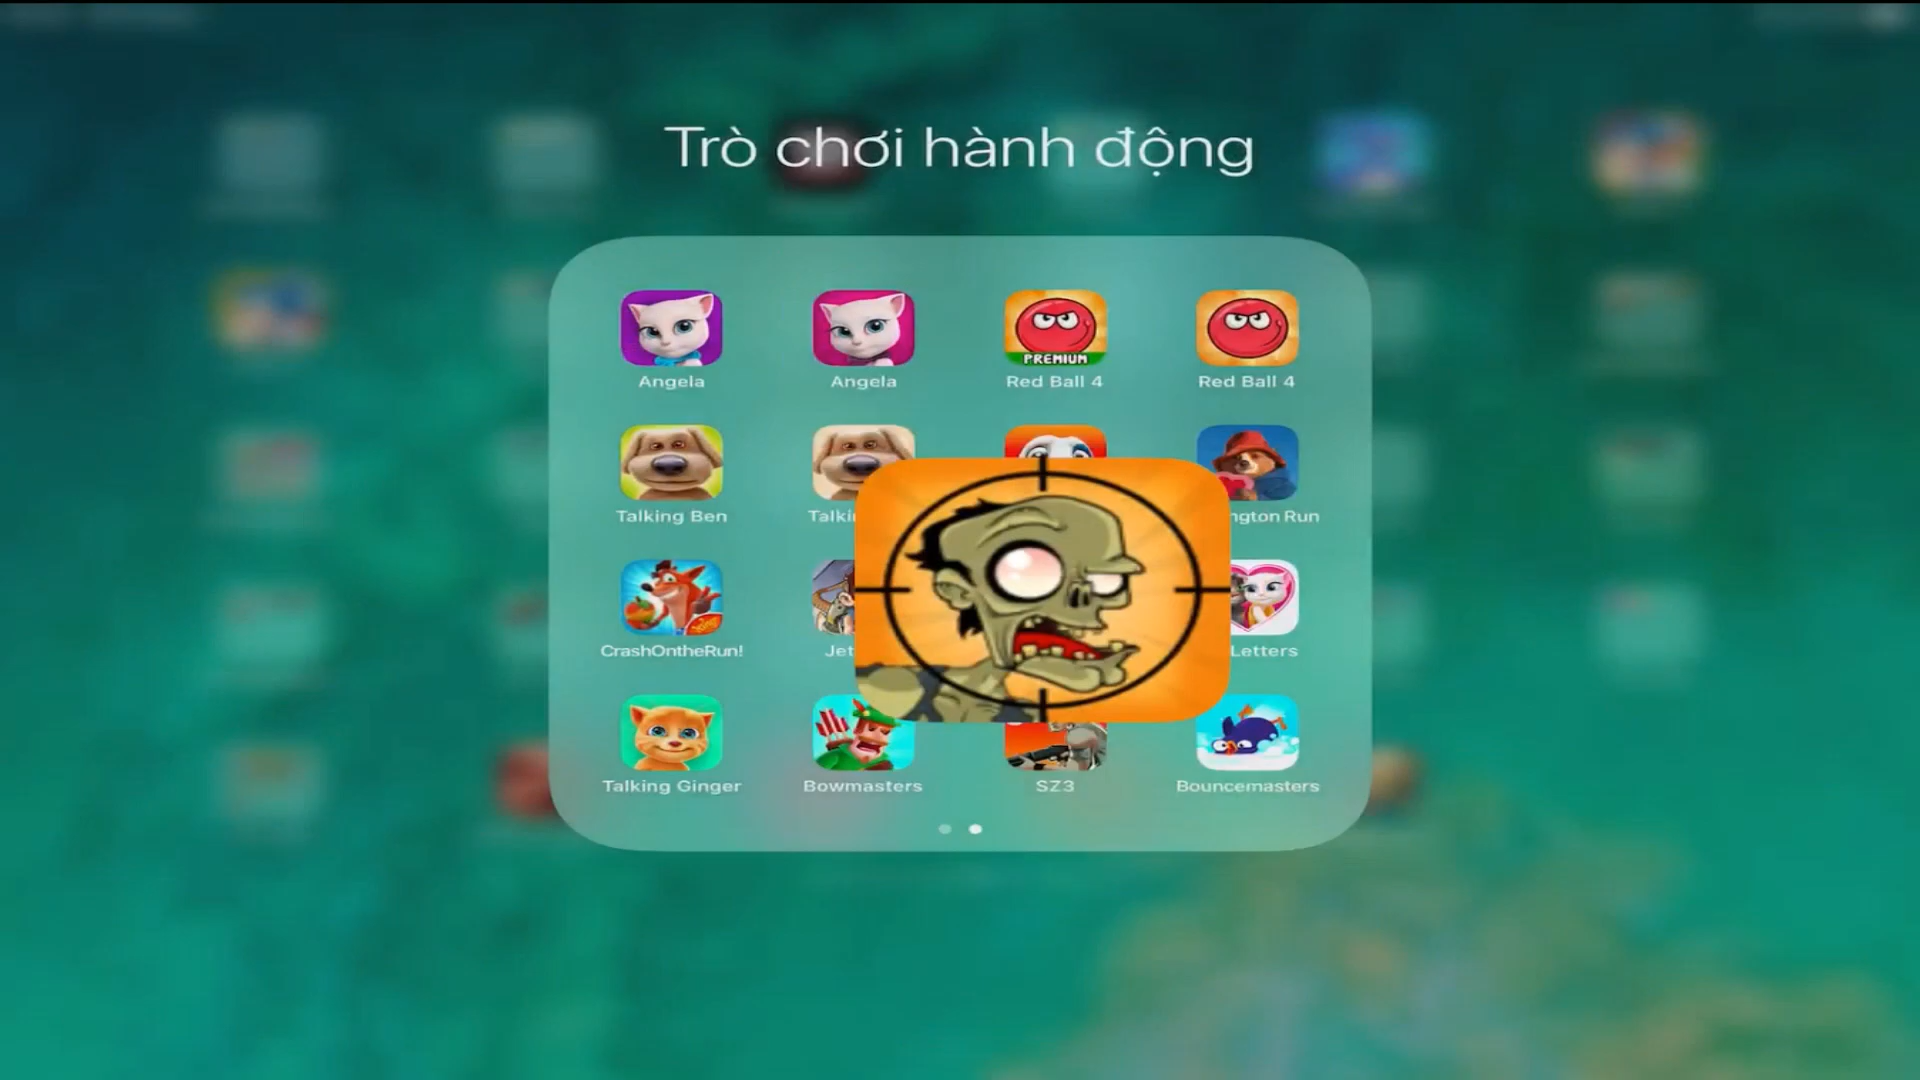 Trò chơi hành động
Angela
Angela
PREMIUM
Red Ball 4
Red Ball 4
Talking Ben
Talki
ngton Run
CrashOntheRun!
Jet
Letters
Talking Ginger
Bowmasters
SZ3
Bouncemasters